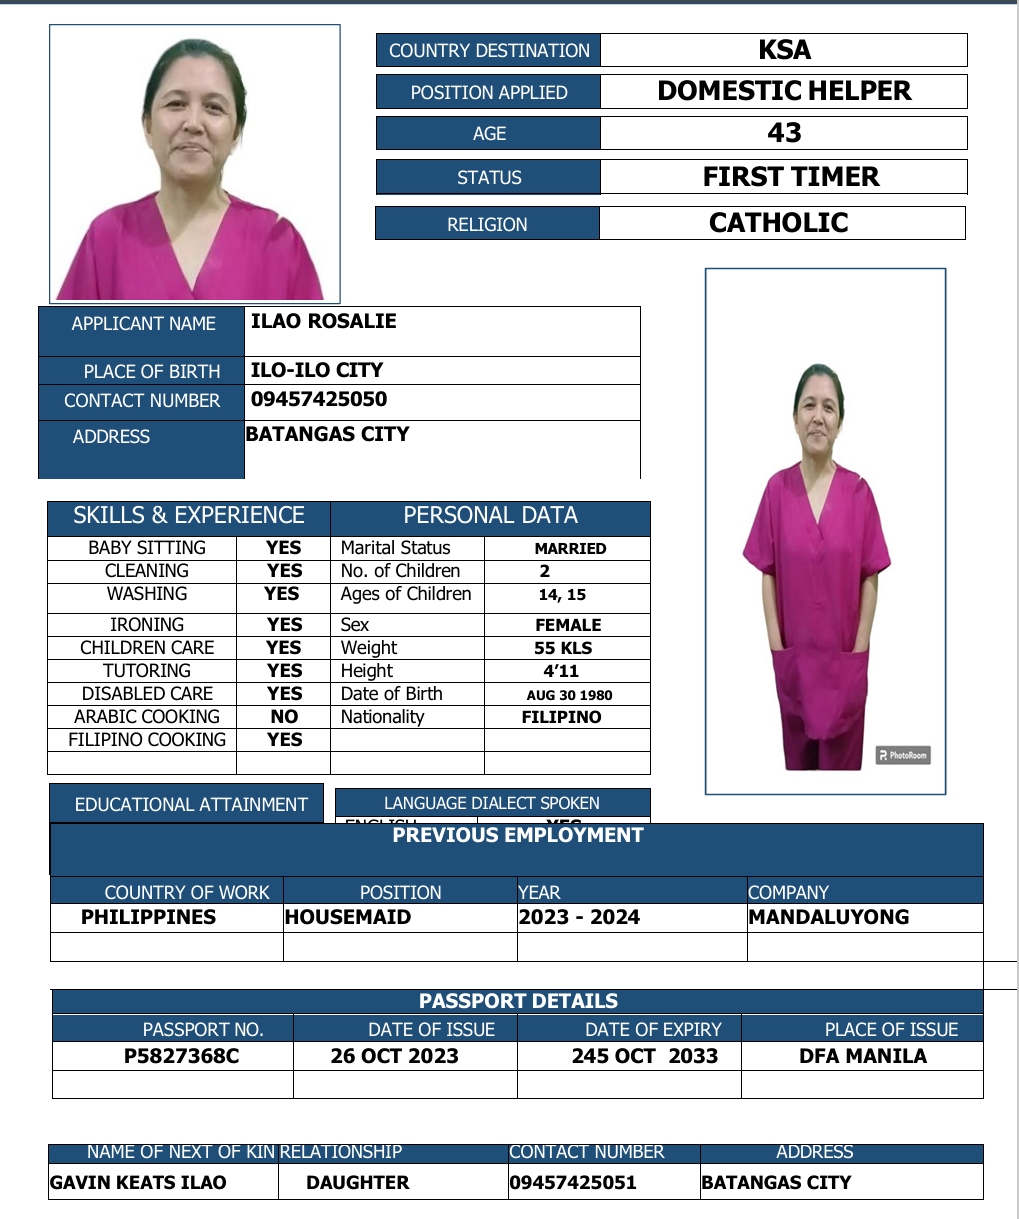 COUNTRY DESTINATION KSA
POSITION APPLIED DOMESTIC HELPER
AGE 43
STATUS FIRST TIMER
RELIGION CATHOLIC
APPLICANT NAME ILAO ROSALIE
PLACE OF BIRTH ILO-ILO CITY
CONTACT NUMBER 09457425050
ADDRESS BATANGAS CITY
SKILLS & EXPERIENCE PERSONAL DATA
BABY SITTING YES Marital Status MARRIED
CLEANING YES No. of Children 2
WASHING YES Ages of Children 14, 15
IRONING YES Sex FEMALE
CHILDREN CARE YES Weight 55 KLS
TUTORING YES Height 4’11
DISABLED CARE YES Date of Birth AUG 30 1980
ARABIC COOKING NO Nationality FILIPINO
FILIPINO COOKING YES
PhotoRoom
EDUCATIONAL ATTAINMENT LANGUAGE DIALECT SPOKEN
ENGLISH YES
PREVIOUS EMPLOYMENT
COUNTRY OF WORK POSITION YEAR COMPANY
PHILIPPINES HOUSEMAID 2023 - 2024 MANDALUYONG
PASSPORT DETAILS
PASSPORT NO. DATE OF ISSUE DATE OF EXPIRY PLACE OF ISSUE
P5827368C 26 OCT 2023 245 OCT 2033 DFA MANILA
NAME OF NEXT OF KIN RELATIONSHIP CONTACT NUMBER ADDRESS
GAVIN KEATS ILAO DAUGHTER 09457425051 BATANGAS CITY